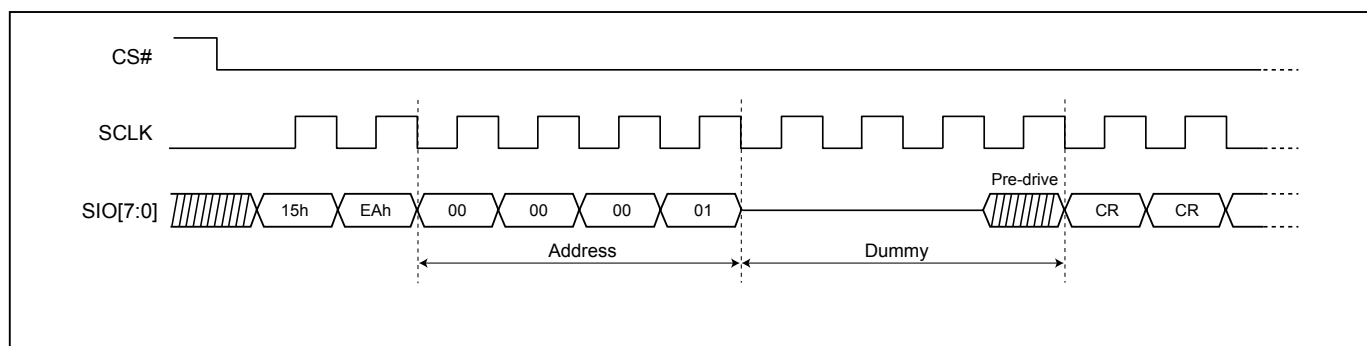 CS#
SCLK
Pre-drive
SIO[7:0] 15h EAh 00 00 00 01 CR CR
Address Dummy